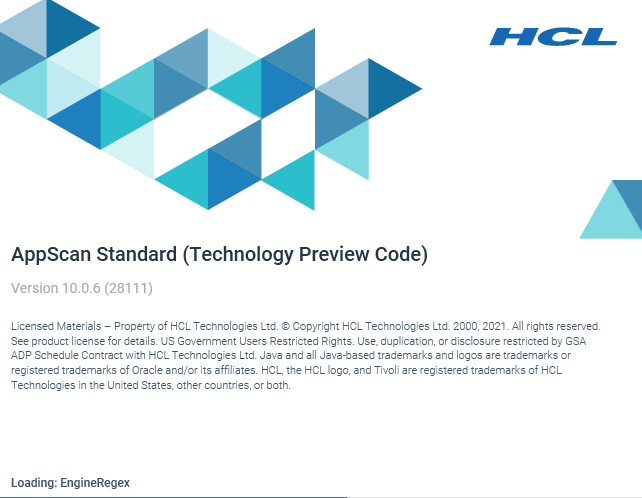 HCL
AppScan Standard (Technology Preview Code)
Version 10.0.6 (28111)
Licensed Materials – Property of HCL Technologies Ltd. © Copyright HCL Technologies Ltd. 2000, 2021. All rights reserved.
See product license for details. US Government Users Restricted Rights. Use, duplication, or disclosure restricted by GSA
ADP Schedule Contract with HCL Technologies Ltd. Java and all Java-based trademarks and logos are trademarks or
registered trademarks of Oracle and/or its affiliates. HCL, the HCL logo, and Tivoli are registered trademarks of HCL
Technologies in the United States, other countries, or both.
Loading: EngineRegex